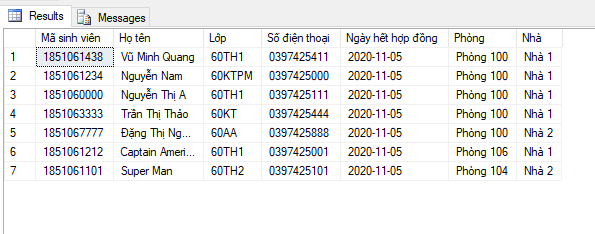 Results Messages
Mã sinh viên Họ tên Lớp Số điện thoại Ngày hết hợp đồng Phòng Nhà
1 1851061438 Vũ Minh Quang 60TH1 0397425411 2020-11-05 Phòng 100 Nhà 1
2 1851061234 Nguyễn Nam 60KTPM 0397425000 2020-11-05 Phòng 100 Nhà 1
3 1851060000 Nguyễn Thị A 60TH1 0397425111 2020-11-05 Phòng 100 Nhà 1
4 1851063333 Trần Thị Thảo 60KT 0397425444 2020-11-05 Phòng 100 Nhà 1
5 1851067777 Đặng Thị Ng... 60AA 0397425888 2020-11-05 Phòng 100 Nhà 2
6 1851061212 Captain Ameri... 60TH1 0397425001 2020-11-05 Phòng 106 Nhà 1
7 1851061101 Super Man 60TH2 0397425101 2020-11-05 Phòng 104 Nhà 2